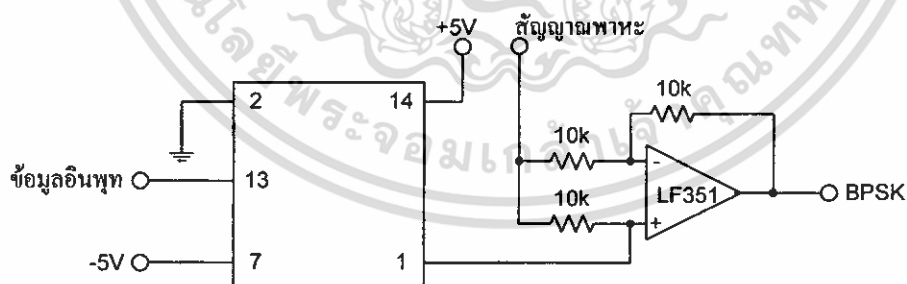 +5V
สัญญาณพาหะ
2
14
10k
ข้อมูลอินพุท
13
10k
-
LF351
BPSK
10k
+
-5V
7
1